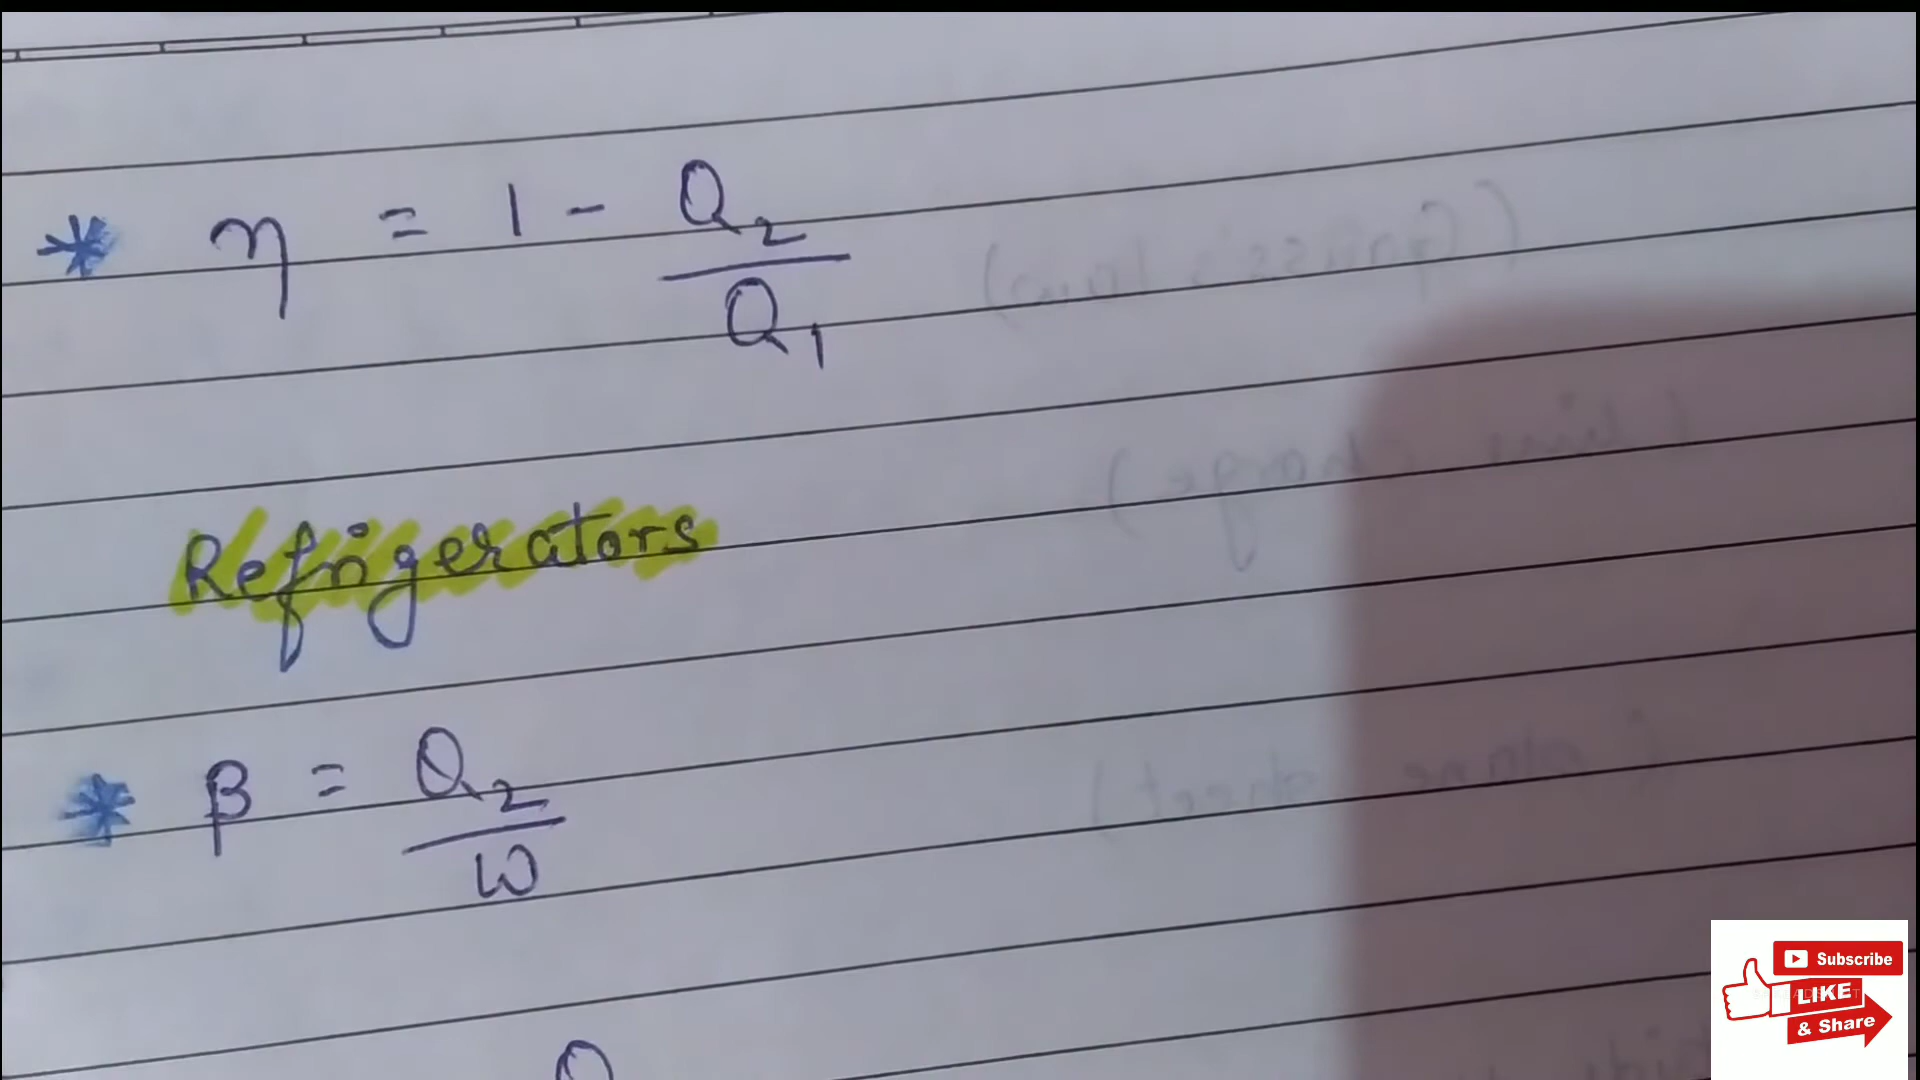 * η = 1 - Q₂/Q₁
Refrigerators
* β = Q₂/W
Q
Subscribe
LIKE
& Share